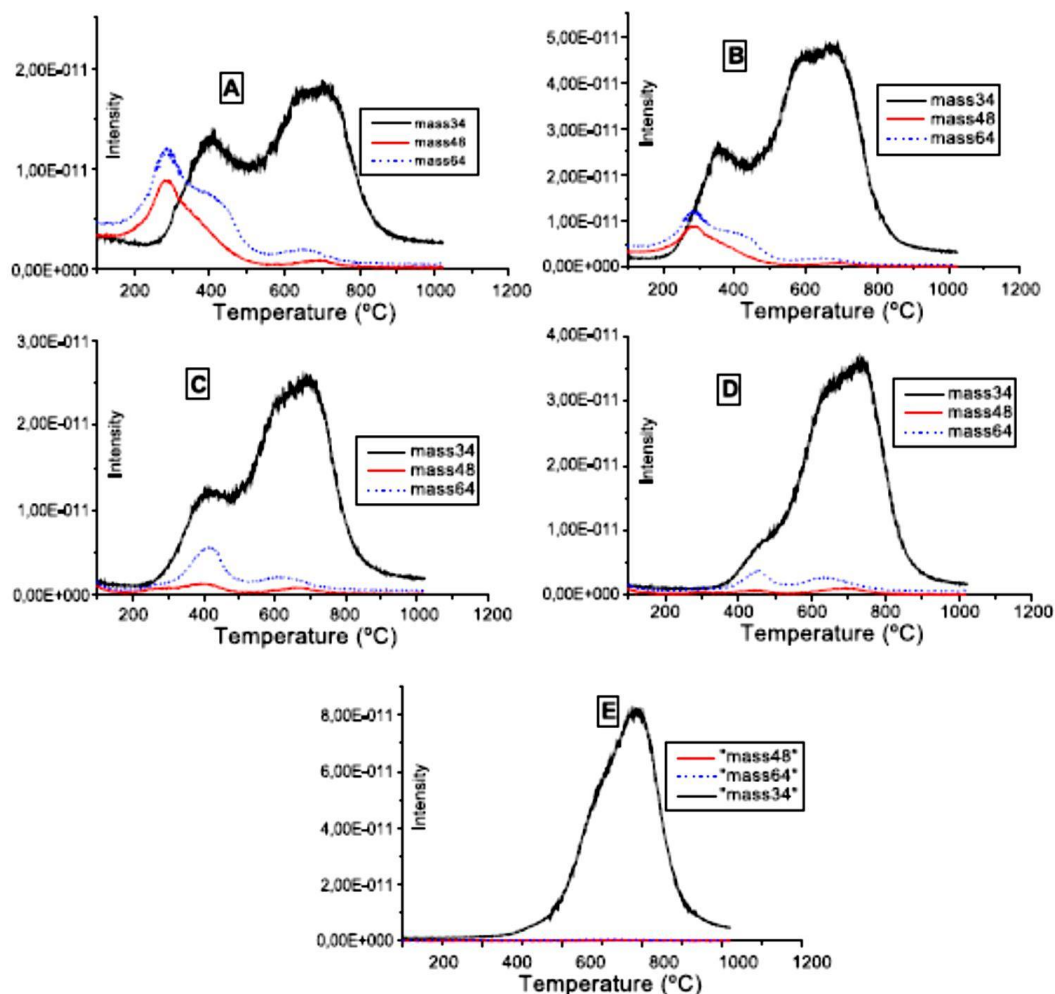 A
mass34
mass48
mass64
Intensity
2,00E-011
1,00E-011
0,00E+000
200 400 600 800 1000 1200
Temperature (ºC)
B
mass34
mass48
mass64
Intensity
5,00E-011
4,00E-011
3,00E-011
2,00E-011
1,00E-011
0,00E+000
200 400 600 800 1000 1200
Temperature (ºC)
C
mass34
mass48
mass64
Intensity
3,00E-011
2,00E-011
1,00E-011
0,00E+000
200 400 600 800 1000 1200
Temperature (ºC)
D
mass34
mass48
mass64
Intensity
4,00E-011
3,00E-011
2,00E-011
1,00E-011
0,00E+000
200 400 600 800 1000 1200
Temperature (ºC)
E
"mass48"
"mass64"
"mass34"
Intensity
8,00E-011
6,00E-011
4,00E-011
2,00E-011
0,00E+000
200 400 600 800 1000 1200
Temperature (ºC)